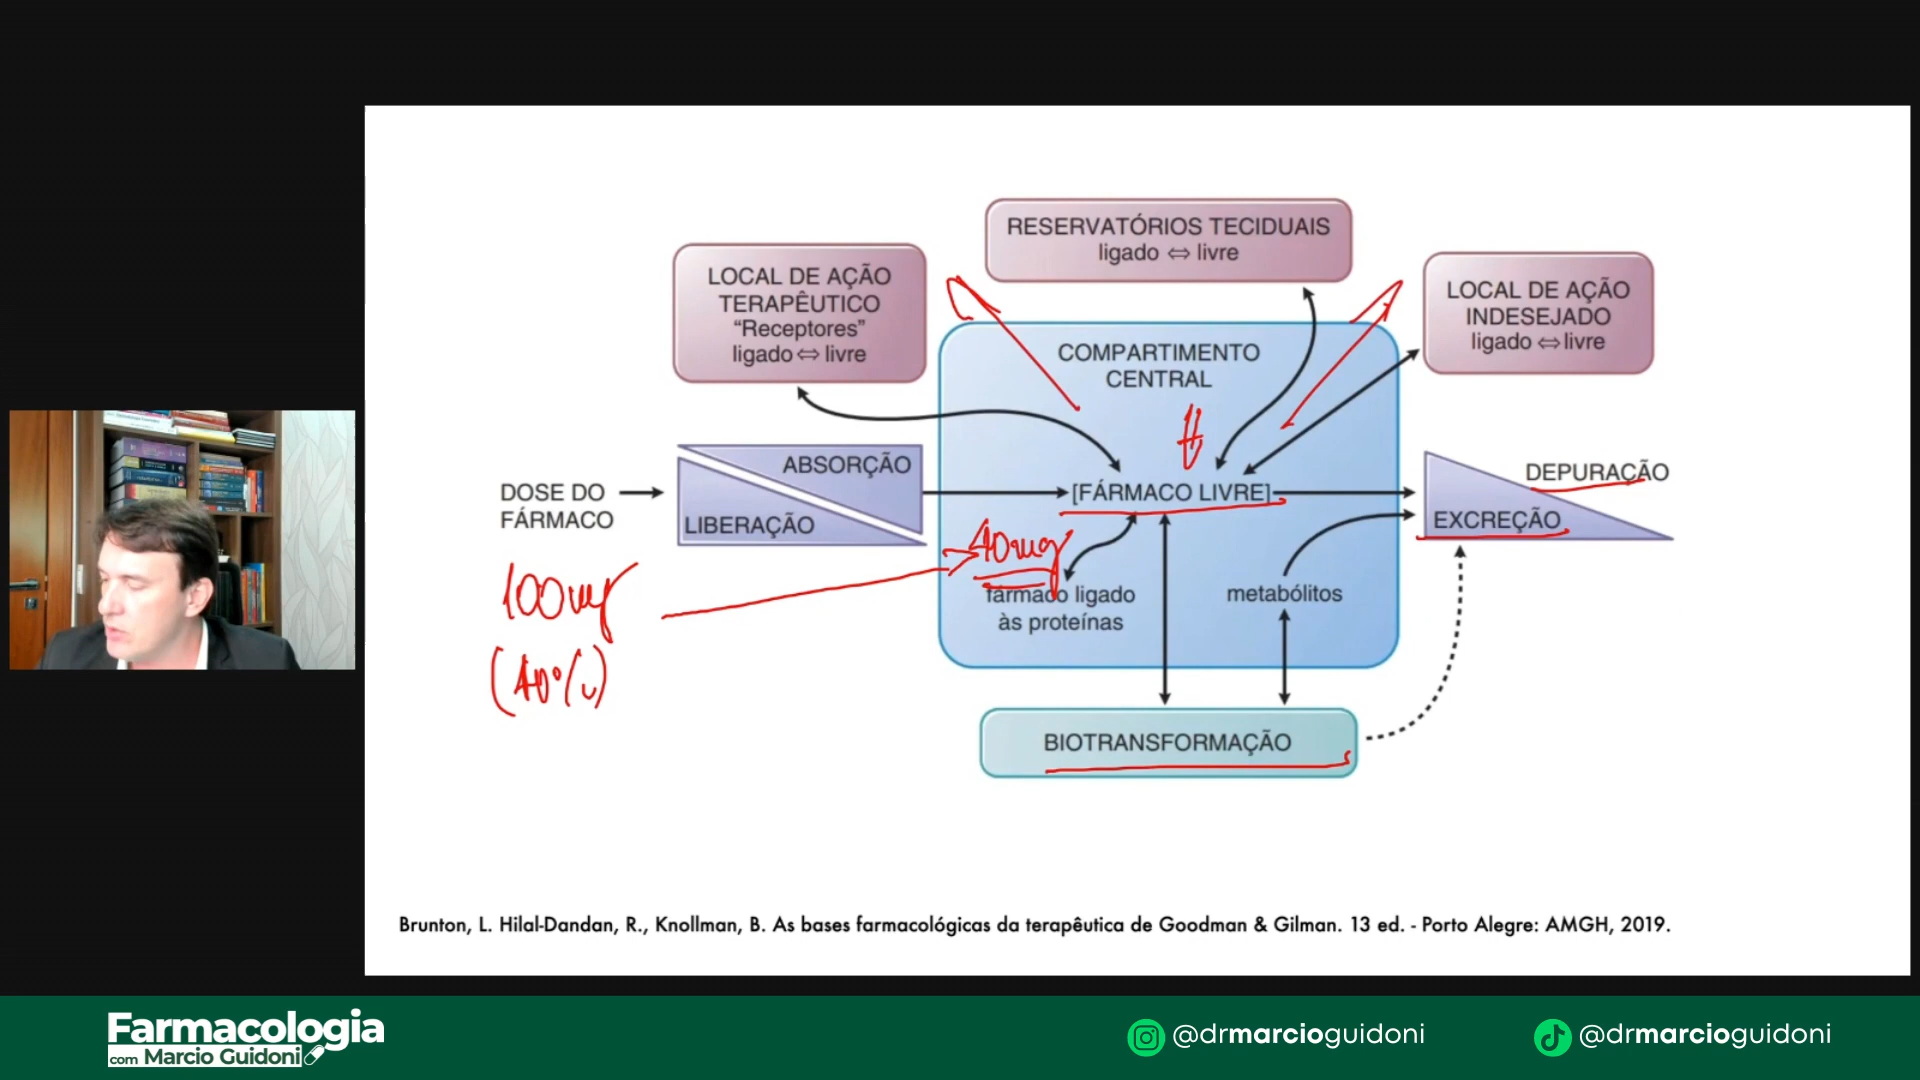 RESERVATÓRIOS TECIDUAIS
ligado ⇔ livre
LOCAL DE AÇÃO
TERAPÊUTICO
“Receptores”
ligado ⇔ livre
LOCAL DE AÇÃO
INDESEJADO
ligado ⇔ livre
COMPARTIMENTO
CENTRAL
ABSORÇÃO
LIBERAÇÃO
DOSE DO
FÁRMACO
[FÁRMACO LIVRE]
DEPURAÇÃO
EXCREÇÃO
100mg
(40%)
40mg
fármaco ligado
às proteínas
metabólitos
BIOTRANSFORMAÇÃO
Brunton, L. Hilal-Dandan, R., Knollman, B. As bases farmacológicas da terapêutica de Goodman & Gilman. 13 ed. - Porto Alegre: AMGH, 2019.
Farmacologia
com Marcio Guidoni
@drmarcioguidoni
@drmarcioguidoni